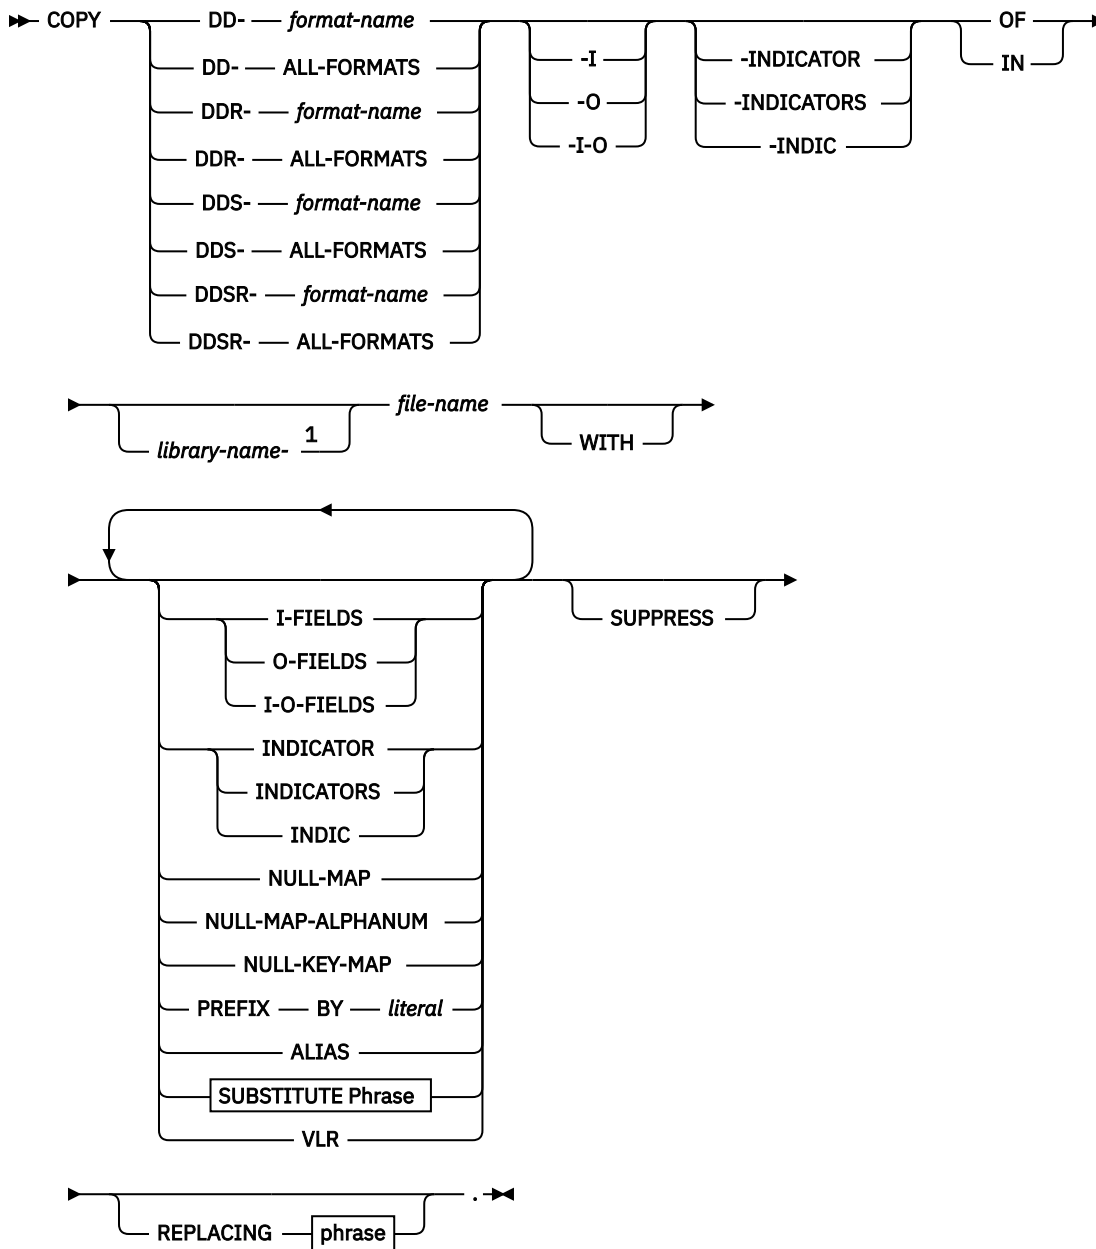 COPY DD- format-name OF
DD- ALL-FORMATS -I -INDICATOR IN
DDR- format-name -O -INDICATORS
DDR- ALL-FORMATS -I-O -INDIC
DDS- format-name
DDS- ALL-FORMATS
DDSR- format-name
DDSR- ALL-FORMATS
file-name
library-name- 1 WITH
I-FIELDS SUPPRESS
O-FIELDS
I-O-FIELDS
INDICATOR
INDICATORS
INDIC
NULL-MAP
NULL-MAP-ALPHANUM
NULL-KEY-MAP
PREFIX BY literal
ALIAS
SUBSTITUTE Phrase
VLR
.
REPLACING phrase